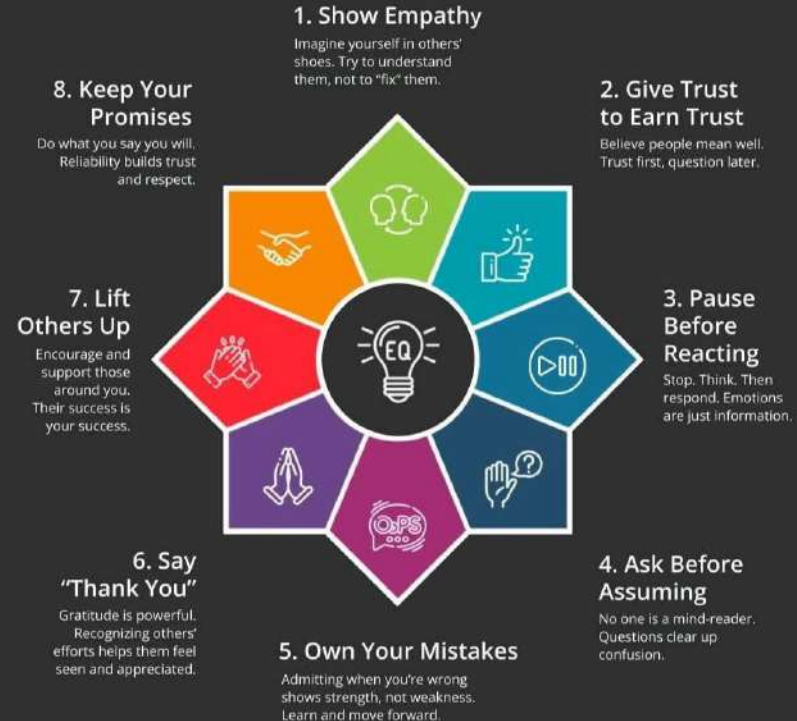 1. Show Empathy
Imagine yourself in others'
shoes. Try to understand
them, not to "fix" them.
2. Give Trust
to Earn Trust
Believe people mean well.
Trust first, question later.
3. Pause
Before
Reacting
Stop. Think. Then
respond. Emotions
are just information.
4. Ask Before
Assuming
No one is a mind-reader.
Questions clear up
confusion.
5. Own Your Mistakes
Admitting when you're wrong
shows strength, not weakness.
Learn and move forward.
6. Say
"Thank You"
Gratitude is powerful.
Recognizing others'
efforts helps them feel
seen and appreciated.
7. Lift
Others Up
Encourage and
support those
around you.
Their success is
your success.
8. Keep Your
Promises
Do what you say you will.
Reliability builds trust
and respect.
EQ
?
OOPS